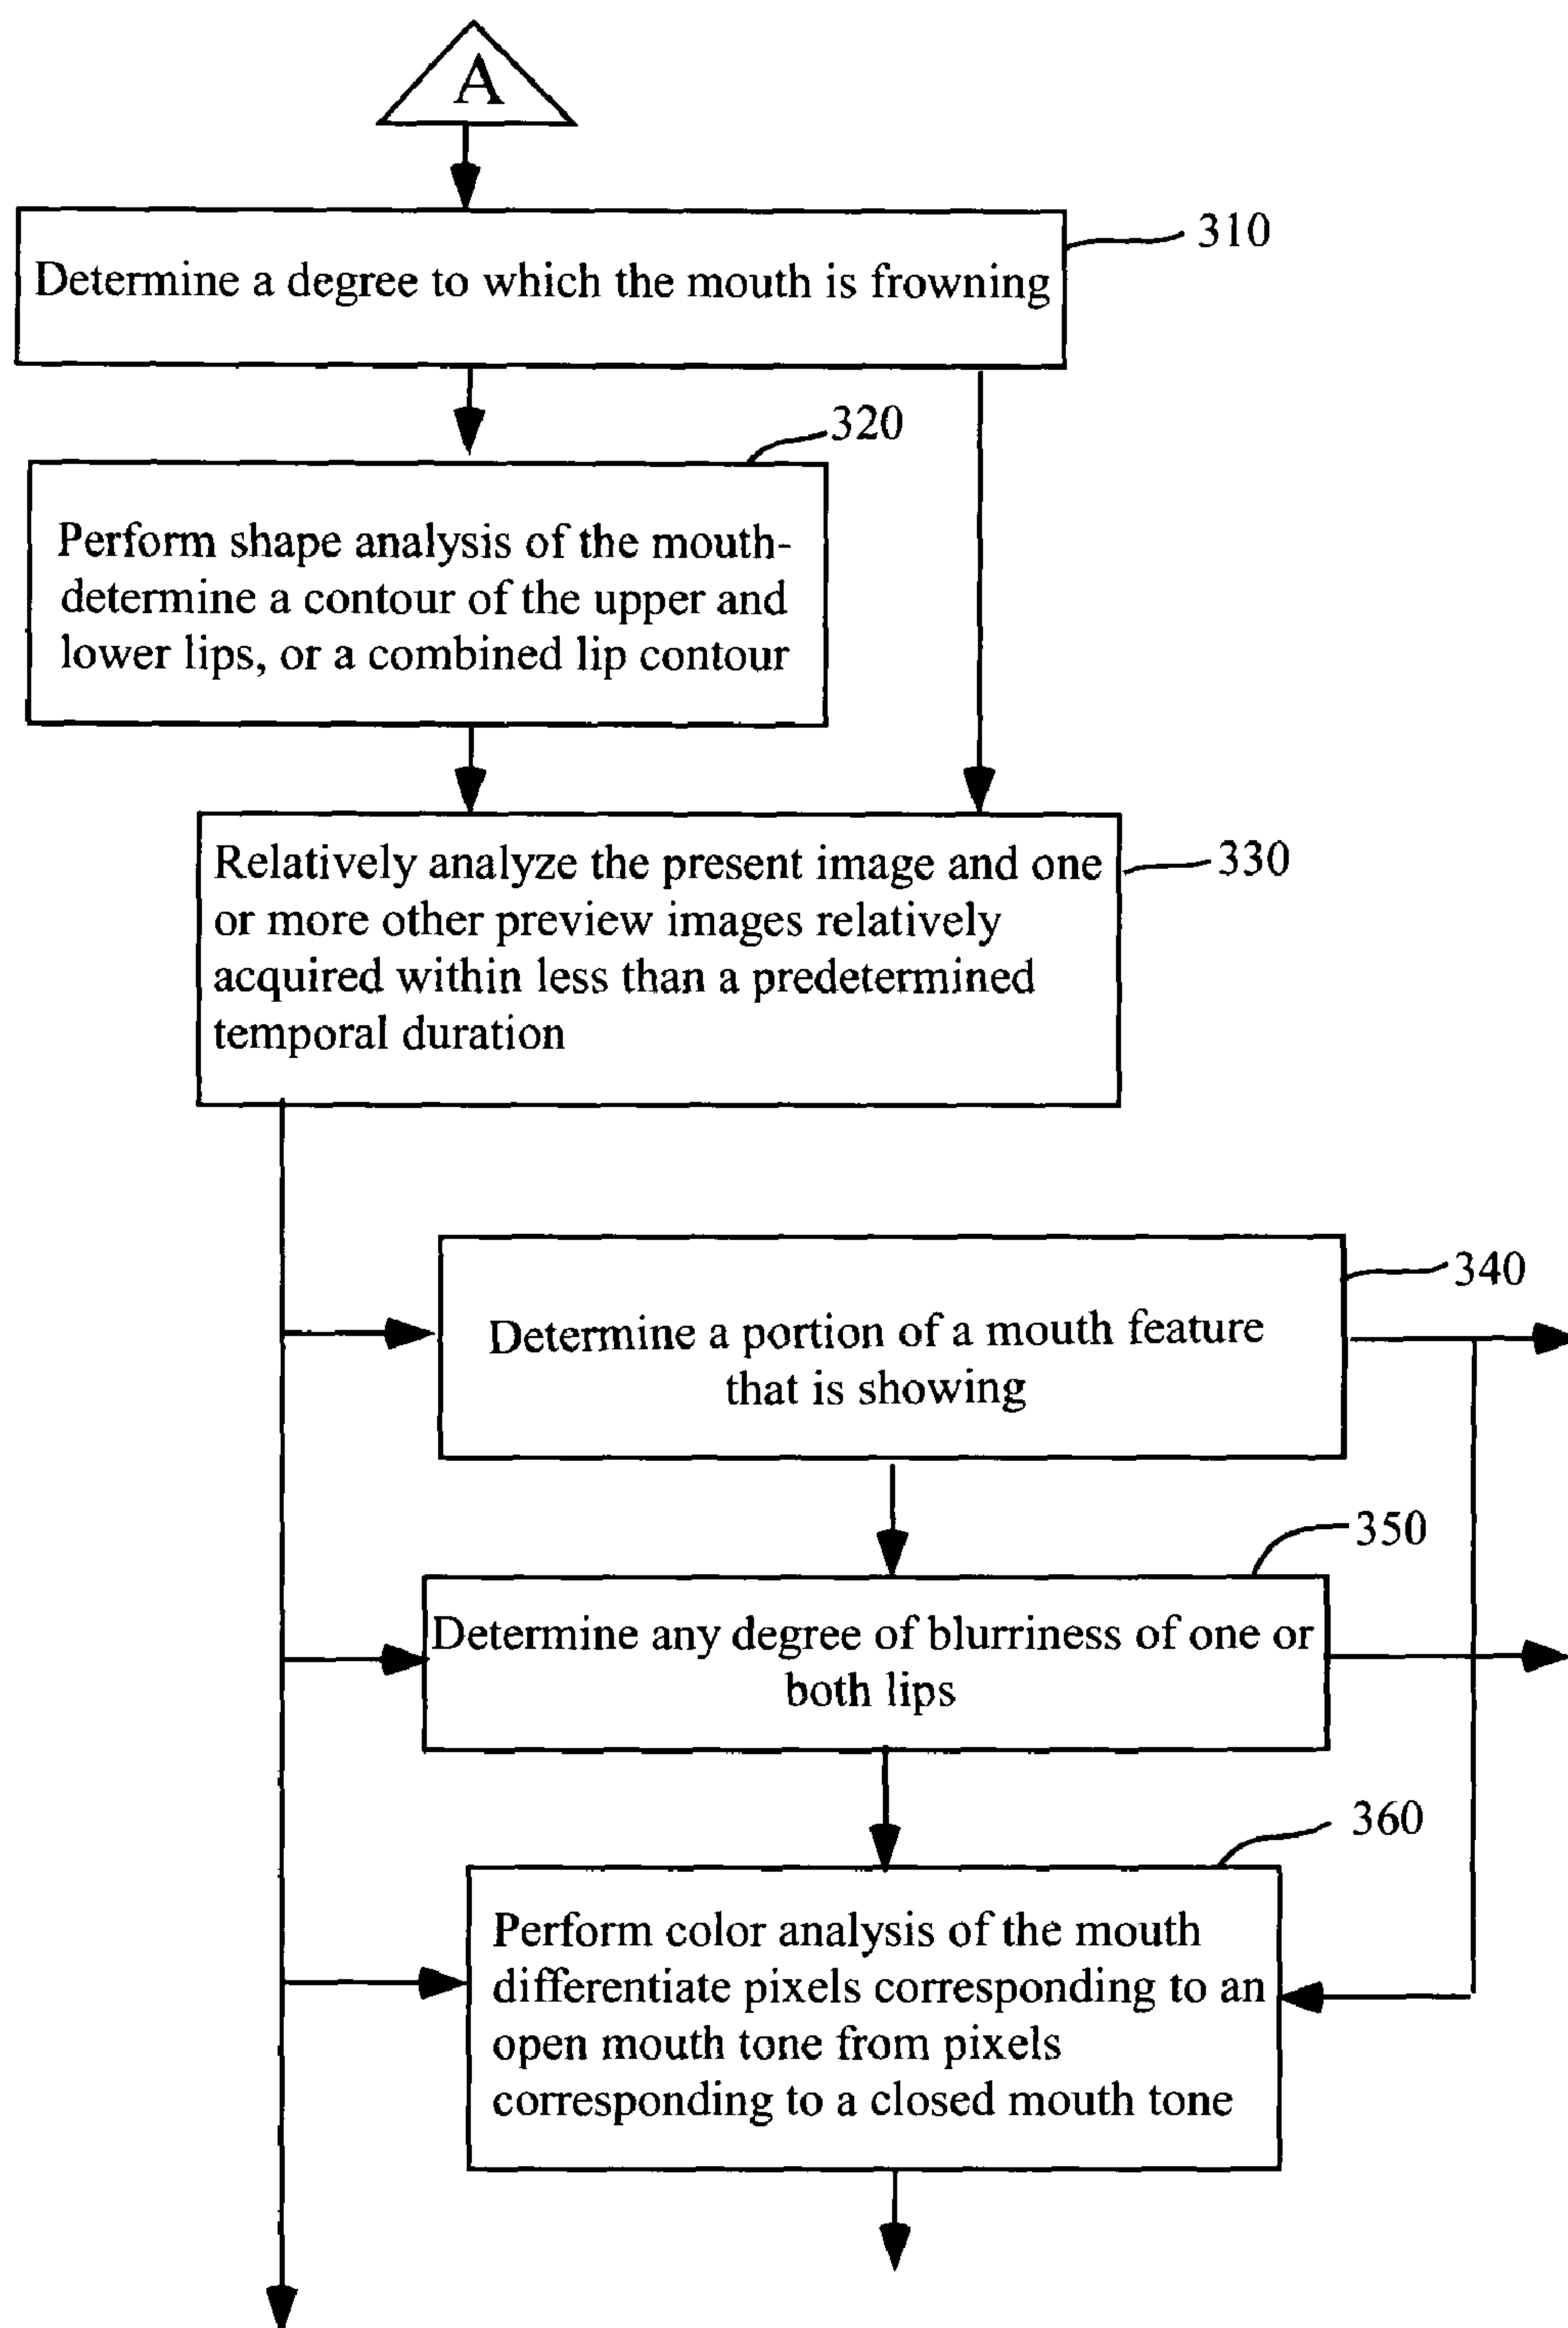 A
310
Determine a degree to which the mouth is frowning
320
Perform shape analysis of the mouth-
determine a contour of the upper and
lower lips, or a combined lip contour
330
Relatively analyze the present image and one
or more other preview images relatively
acquired within less than a predetermined
temporal duration
340
Determine a portion of a mouth feature
that is showing
350
Determine any degree of blurriness of one or
both lips
360
Perform color analysis of the mouth
differentiate pixels corresponding to an
open mouth tone from pixels
corresponding to a closed mouth tone